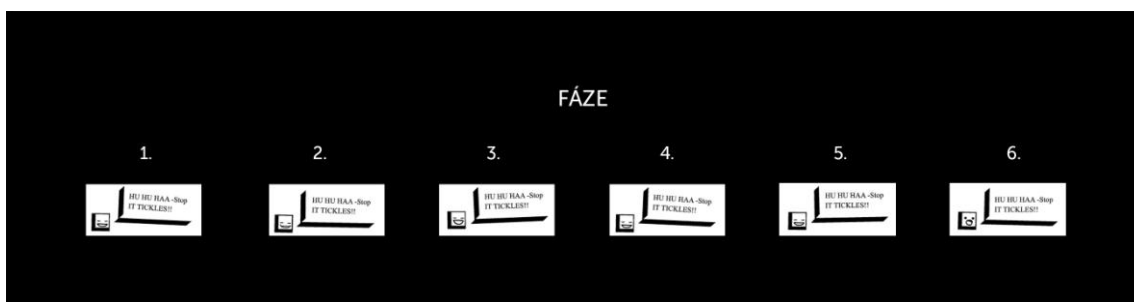 FÁZE
1.
2.
3.
4.
5.
6.
HU HU HAA -Stop
IT TICKLES!!
HU HU HAA -Stop
IT TICKLES!!
HU HU HAA -Stop
IT TICKLES!!
HU HU HAA -Stop
IT TICKLES!!
HU HU HAA -Stop
IT TICKLES!!
HU HU HAA -Stop
IT TICKLES!!